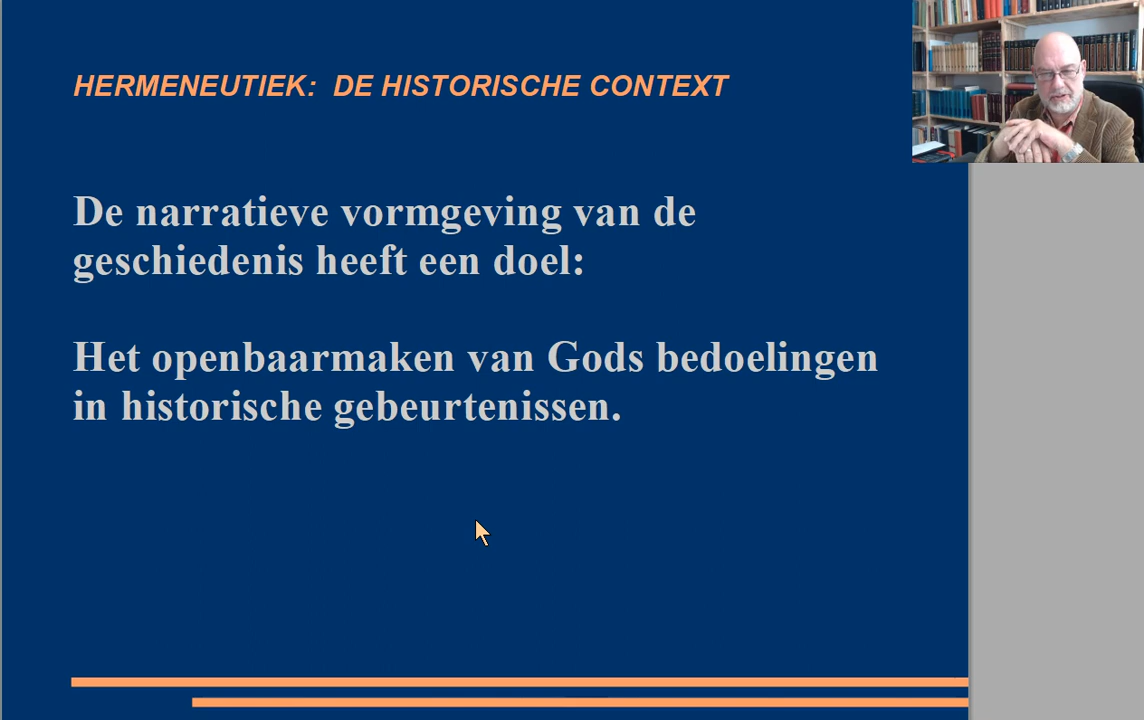 HERMENEUTIEK: DE HISTORISCHE CONTEXT
De narratieve vormgeving van de
geschiedenis heeft een doel:
Het openbaarmaken van Gods bedoelingen
in historische gebeurtenissen.